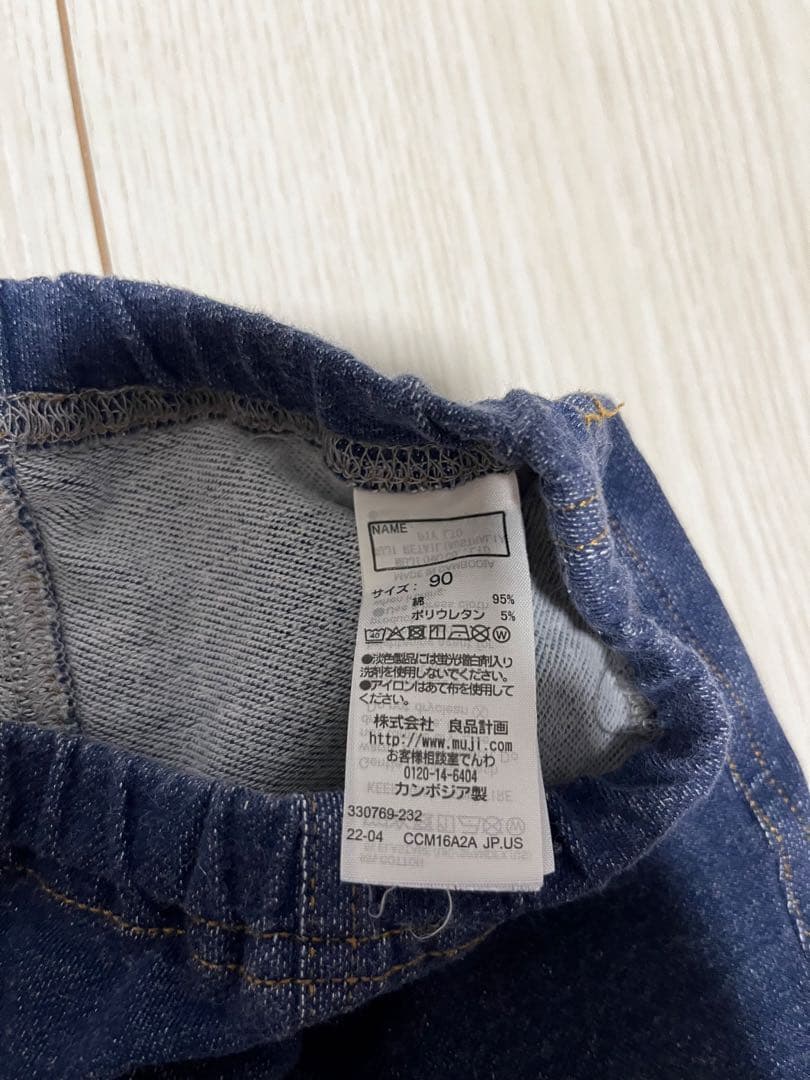 NAME
サイズ: 90
綿 95%
ポリウレタン 5%
●淡色製品には蛍光増白剤入り
洗剤を使用しないでください。
●アイロンはあて布を使用して
ください。
株式会社 良品計画
http://www.muji.com
お客様相談室でんわ
0120-14-6404
カンボジア製
330769-232
22-04 CCM16A2A JP.US